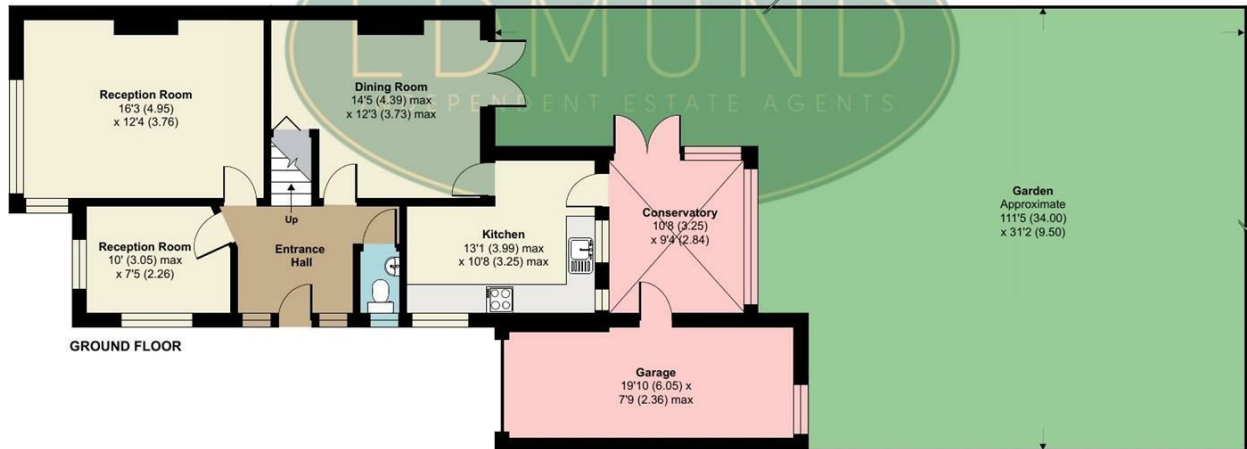 EDMUND
INDEPENDENT ESTATE AGENTS
Reception Room
16'3 (4.95)
x 12'4 (3.76)
Dining Room
14'5 (4.39) max
x 12'3 (3.73) max
Garden
Approximate
111'5 (34.00)
x 31'2 (9.50)
Conservatory
10'8 (3.25)
x 9'4 (2.84)
Kitchen
13'1 (3.99) max
x 10'8 (3.25) max
Up
Entrance
Hall
Reception Room
10' (3.05) max
x 7'5 (2.26)
GROUND FLOOR
Garage
19'10 (6.05) x
7'9 (2.36) max